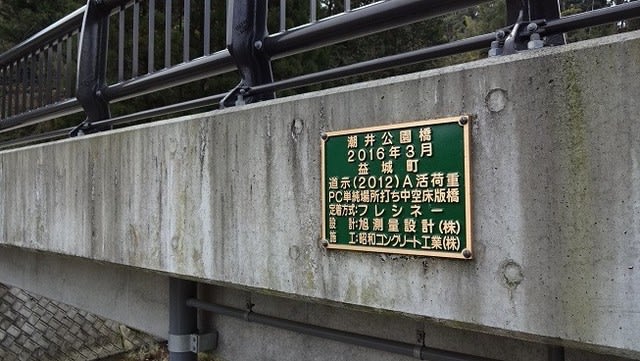 潮井公園橋
2016年3月
益城町
道示(2012)A活荷重
PC単純場所打ち中空床版橋
定着方式:フレシネー
設計:旭測量設計(株)
施工:昭和コンクリート工業(株)